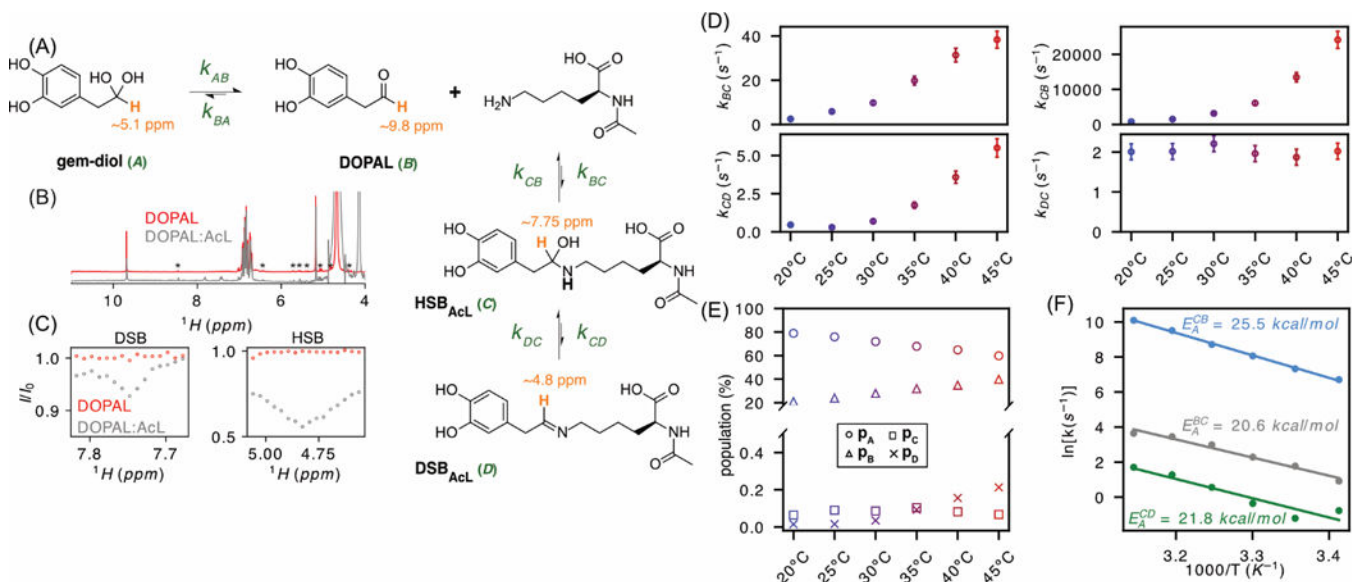 (A)
HO
HO
HO OH
H
~5.1 ppm
gem-diol (A)
k_AB
k_BA
HO
HO
O
H
~9.8 ppm
DOPAL (B)
+
H₂N
HO O
NH
O
k_CB
k_BC
HO
HO
~7.75 ppm
H OH
N
H
HO O
N
H
O
HSB_AcL (C)
k_DC
k_CD
~4.8 ppm
HO
HO
H
N
HO O
N
H
O
DSB_AcL (D)
(B)
DOPAL
DOPAL:AcL
* * * * * * * *
10 8 6 4
¹H (ppm)
(C)
DSB
HSB
I/I₀
1.0
0.9
1.0
0.5
DOPAL
DOPAL:AcL
7.8 7.7
5.00 4.75
¹H (ppm)
¹H (ppm)
(D)
k_BC (s⁻¹)
40
20
0
k_CB (s⁻¹)
20000
10000
0
k_CD (s⁻¹)
5.0
2.5
0.0
k_DC (s⁻¹)
2
1
0
20°C 25°C 30°C 35°C 40°C 45°C
20°C 25°C 30°C 35°C 40°C 45°C
(E)
population (%)
100
80
60
40
20
0.4
0.2
0.0
p_A
p_B
p_C
p_D
20°C 25°C 30°C 35°C 40°C 45°C
(F)
ln[k(s⁻¹)]
10
8
6
4
2
0
E_A^CB = 25.5 kcal/mol
E_A^BC = 20.6 kcal/mol
E_A^CD = 21.8 kcal/mol
3.2 3.3 3.4
1000/T (K⁻¹)